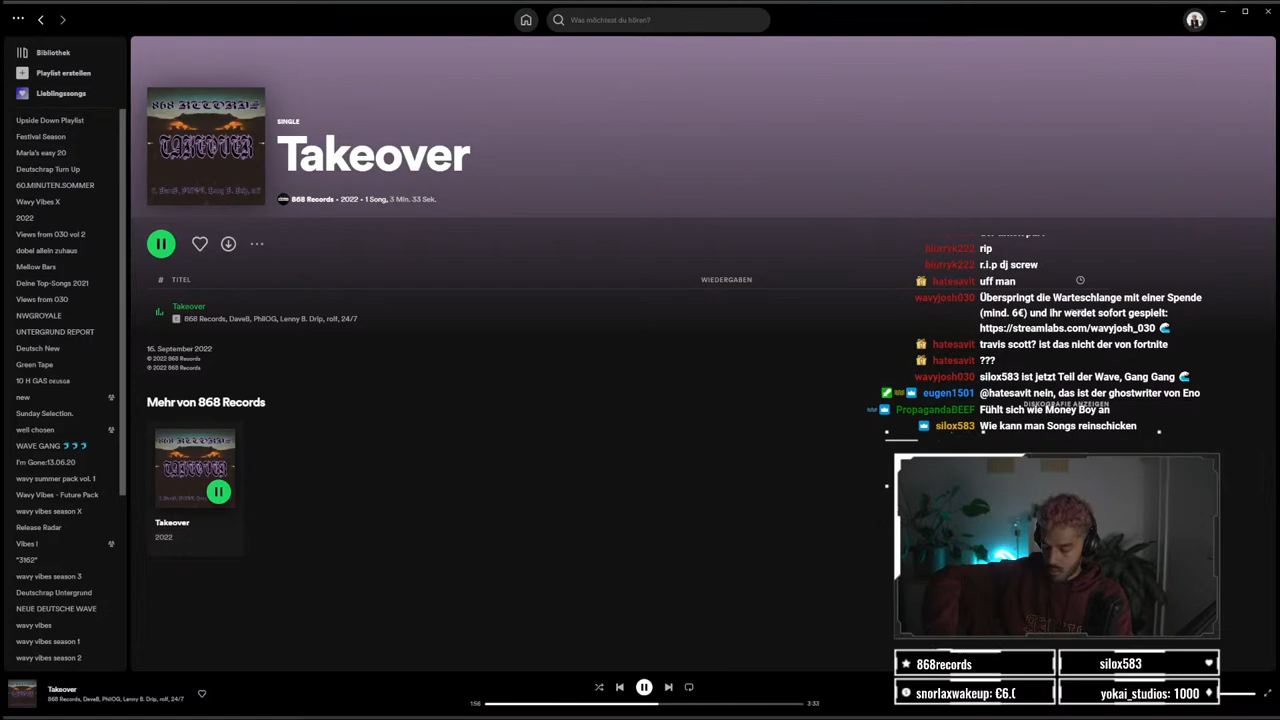 Was möchtest du hören?
Bibliothek
Playlist erstellen
Lieblingssongs
Upside Down Playlist
Festival Season
Maria's easy 20
Deutschrap Turn Up
60.MINUTEN.SOMMER
Wavy Vibes X
2022
Views from 030 vol 2
dobel allein zuhaus
Mellow Bars
Deine Top-Songs 2021
Views from 030
NWGROYALE
UNTERGRUND REPORT
Deutsch New
Green Tape
10 H GAS
new
Sunday Selection.
well chosen
WAVE GANG
I'm Gone:13.06.20
wavy summer pack vol. 1
Wavy Vibes - Future Pack
wavy vibes season X
Release Radar
Vibes I
"3162"
wavy vibes season 3
Deutschrap Untergrund
NEUE DEUTSCHE WAVE
wavy vibes
wavy vibes season 1
wavy vibes season 2
868 RECORDS
TAKEOVER
SINGLE
Takeover
868 Records • 2022 • 1 Song, 3 Min. 33 Sek.
# TITEL WIEDERGABEN
Takeover
E 868 Records, DaveB, PhilOG, Lenny B. Drip, rolf, 24/7
16. September 2022
© 2022 868 Records
℗ 2022 868 Records
Mehr von 868 Records
DISKOGRAFIE ANZEIGEN
Takeover
2022
blurryk222 rip
blurryk222 r.i.p dj screw
hatesavit uff man
wavyjosh030 Überspringt die Warteschlange mit einer Spende
(mind. 6€) und ihr werdet sofort gespielt:
https://streamlabs.com/wavyjosh_030
hatesavit travis scott? ist das nicht der von fortnite
hatesavit ???
wavyjosh030 silox583 ist jetzt Teil der Wave, Gang Gang
eugen1501 @hatesavit nein, das ist der ghostwriter von Eno
PropagandaBEEF Fühlt sich wie Money Boy an
silox583 Wie kann man Songs reinschicken
868records
silox583
snorlaxwakeup: €6.0
yokai_studios: 1000
Takeover
868 Records, DaveB, PhilOG, Lenny B. Drip, rolf, 24/7
1:56
3:33